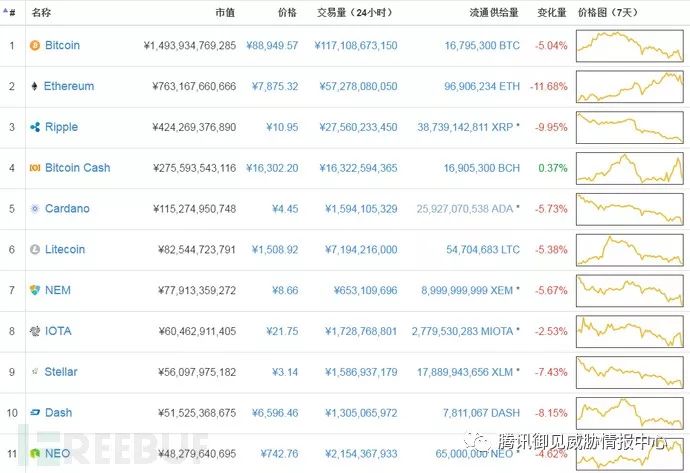 # 名称 市值 价格 交易量（24小时） 流通供给量 变化量 价格图（7天）
1 Bitcoin ¥1,493,934,769,285 ¥88,949.57 ¥117,108,673,150 16,795,300 BTC -5.04%
2 Ethereum ¥763,167,660,666 ¥7,875.32 ¥57,278,080,050 96,906,234 ETH -11.68%
3 Ripple ¥424,269,376,890 ¥10.95 ¥27,560,233,450 38,739,142,811 XRP * -9.95%
4 Bitcoin Cash ¥275,593,543,116 ¥16,302.20 ¥16,322,594,365 16,905,300 BCH 0.37%
5 Cardano ¥115,274,950,748 ¥4.45 ¥1,594,105,329 25,927,070,538 ADA * -5.73%
6 Litecoin ¥82,544,723,791 ¥1,508.92 ¥7,194,216,000 54,704,683 LTC -5.38%
7 NEM ¥77,913,359,272 ¥8.66 ¥653,109,696 8,999,999,999 XEM * -5.67%
8 IOTA ¥60,462,911,405 ¥21.75 ¥1,728,768,801 2,779,530,283 MIOTA * -2.53%
9 Stellar ¥56,097,975,182 ¥3.14 ¥1,586,937,179 17,889,943,656 XLM * -7.43%
10 Dash ¥51,525,368,675 ¥6,596.46 ¥1,305,065,972 7,811,067 DASH -8.15%
11 NEO ¥48,279,640,695 ¥742.76 ¥2,154,367,933 65,000,000 NEO * -4.62%
FREEBUF
腾讯御见威胁情报中心